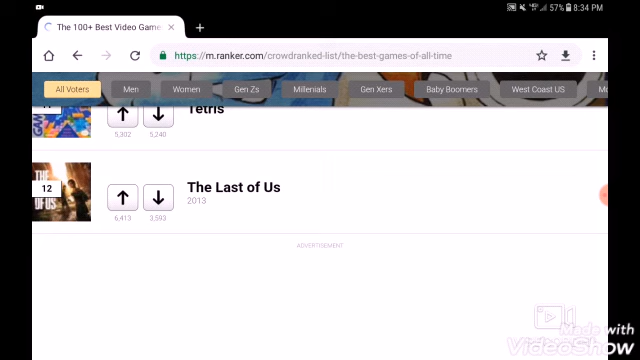 57% 8:34 PM
The 100+ Best Video Game
https://m.ranker.com/crowdranked-list/the-best-games-of-all-time
All Voters Men Women Gen Zs Millenials Gen Xers Baby Boomers West Coast US
Tetris
5,302 5,240
12
The Last of Us
2013
6,413 3,593
ADVERTISEMENT
Made with
VideoShow